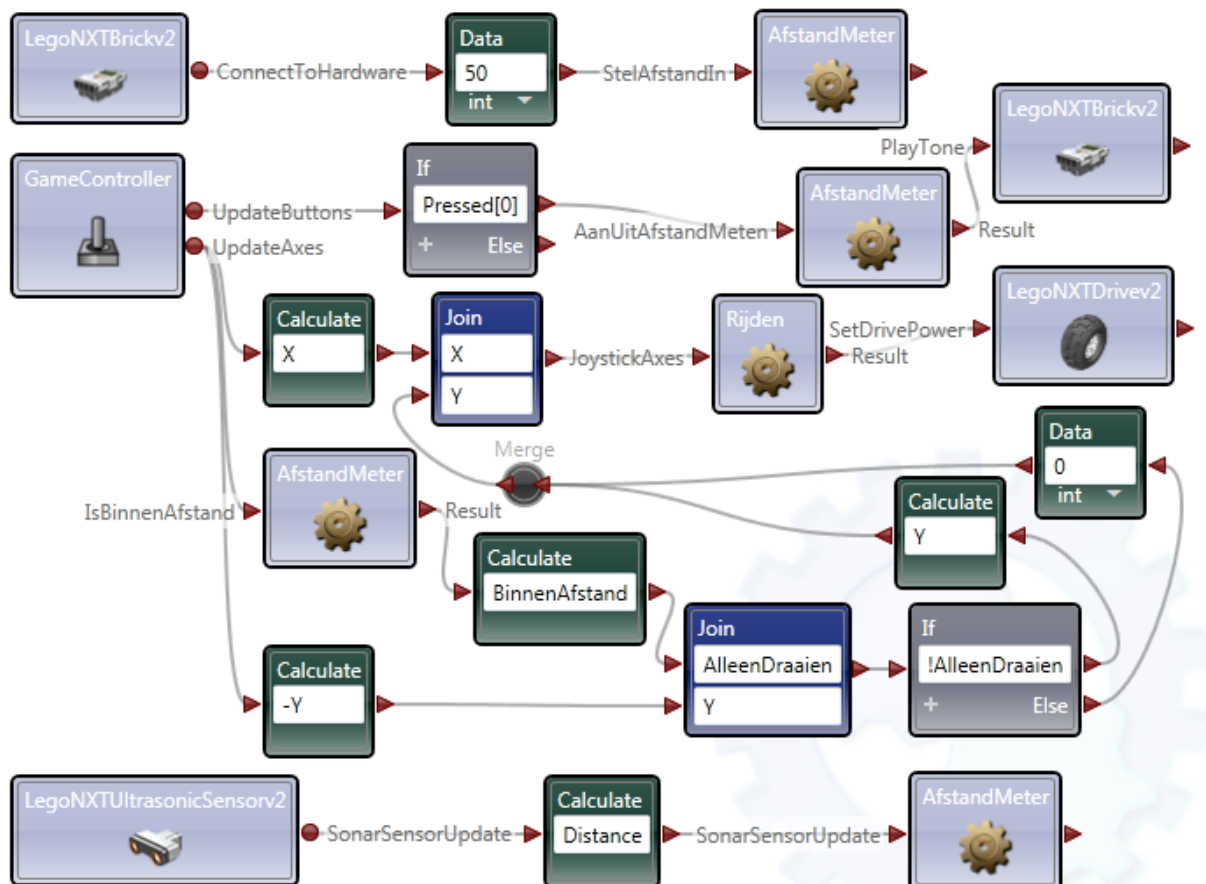 LegoNXTBrickv2
ConnectToHardware
Data
50
int
StelAfstandIn
AfstandMeter
LegoNXTBrickv2
PlayTone
GameController
UpdateButtons
UpdateAxes
If
Pressed[0]
+ Else
AanUitAfstandMeten
AfstandMeter
Result
LegoNXTDrivev2
Calculate
X
Join
X
Y
JoystickAxes
Rijden
SetDrivePower
Result
Merge
Data
0
int
IsBinnenAfstand
AfstandMeter
Result
Calculate
Y
Calculate
BinnenAfstand
Calculate
-Y
Join
AlleenDraaien
Y
If
!AlleenDraaien
+ Else
LegoNXTUltrasonicSensorv2
SonarSensorUpdate
Calculate
Distance
SonarSensorUpdate
AfstandMeter